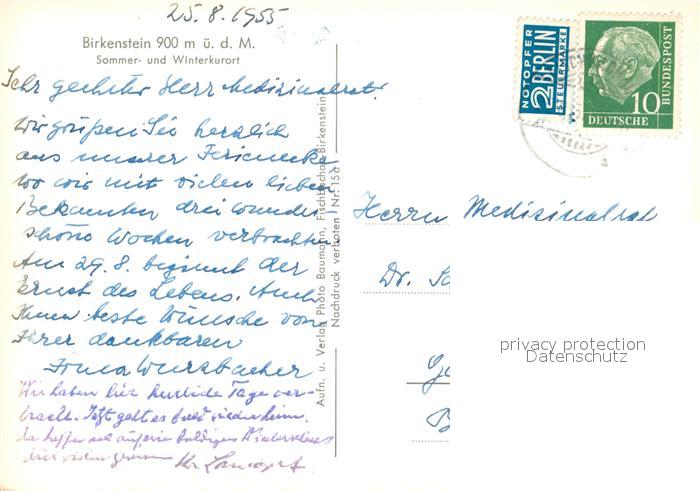 25.8.1955
Birkenstein 900 m ü. d. M.
Sommer- und Winterkurort
Sehr geehrter Herr Medizinalrat!
Wir grüßen Sie herzlich
aus unserer Ferienecke
wo wir mit vielen lieben
Bekannten drei wunder
schöne Wochen verbrachten
Am 29.8. beginnt der
Ernst des Lebens. Auch
Ihnen beste Wünsche von
Ihrer dankbaren
Wir haben hier herrliche Tage ver-
bracht. Jetzt geht es bald wieder heim.
Aufn. u. Verlag Photo Baumann, Fischbachau-Birkenstein
Nachdruck verboten / Nr. 156
NOTOPFER
2 BERLIN
STEUERMARKE
10
DEUTSCHE
BUNDESPOST
Herrn Medizinalrat
Dr.
privacy protection
Datenschutz